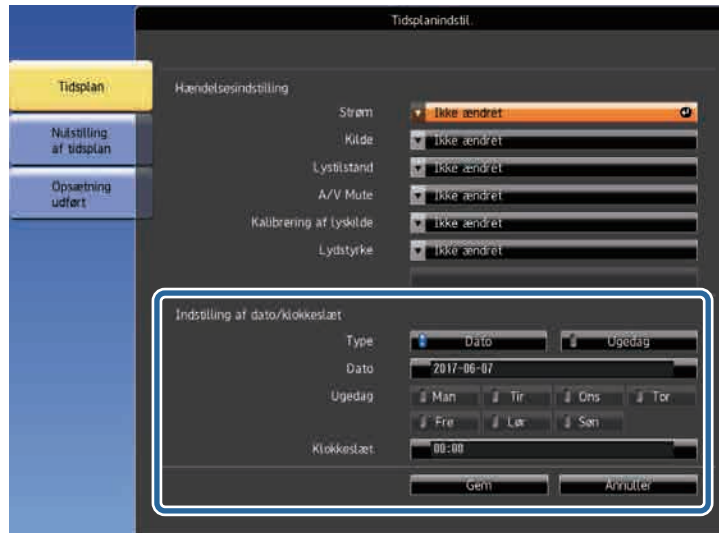 Tidsplanindstil.
Tidsplan
Nulstilling
af tidsplan
Opsætning
udført
Hændelsesindstilling
Strøm Ikke ændret
Kilde Ikke ændret
Lystilstand Ikke ændret
A/V Mute Ikke ændret
Kalibrering af lyskilde Ikke ændret
Lydstyrke Ikke ændret
Indstilling af dato/klokkeslæt
Type Dato Ugedag
Dato 2017-06-07
Ugedag Man Tir Ons Tor
Fre Lør Søn
Klokkeslæt 00:00
Gem Annuller